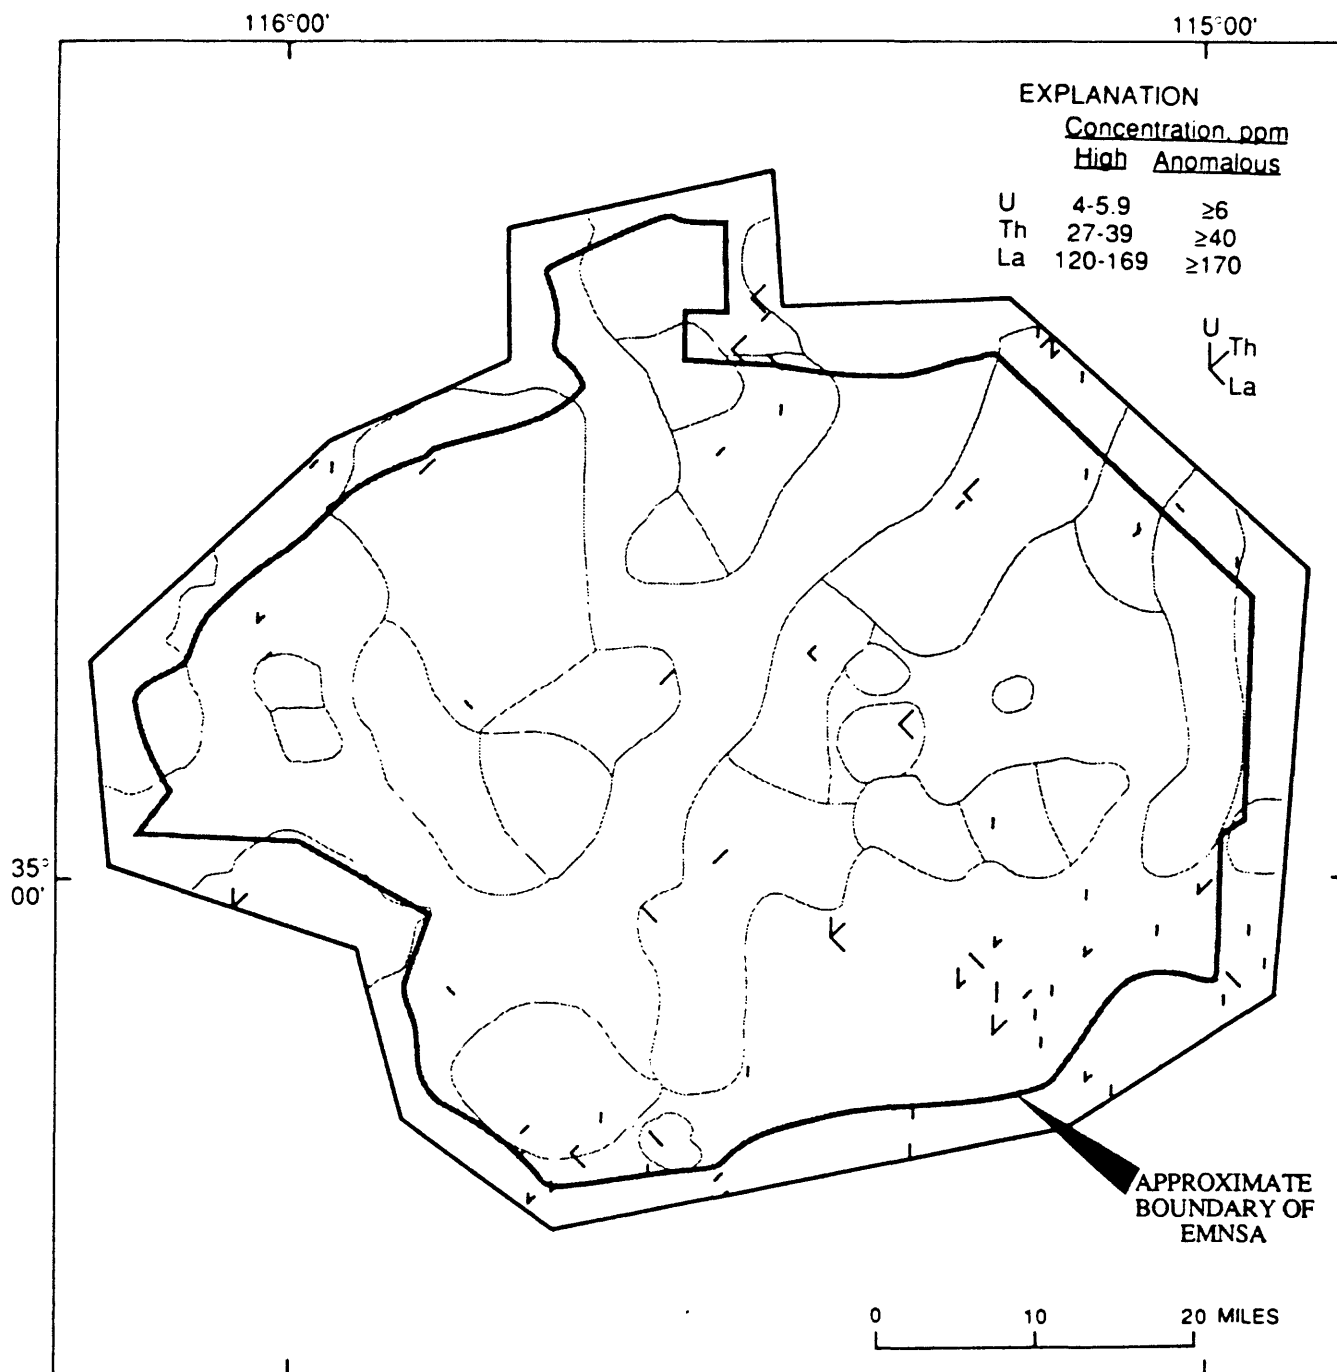 116°00' 115°00'
EXPLANATION
Concentration, ppm
High Anomalous
U 4-5.9 ≥6
Th 27-39 ≥40
La 120-169 ≥170
U
Th
La
35°
00'
APPROXIMATE
BOUNDARY OF
EMNSA
0 10 20 MILES